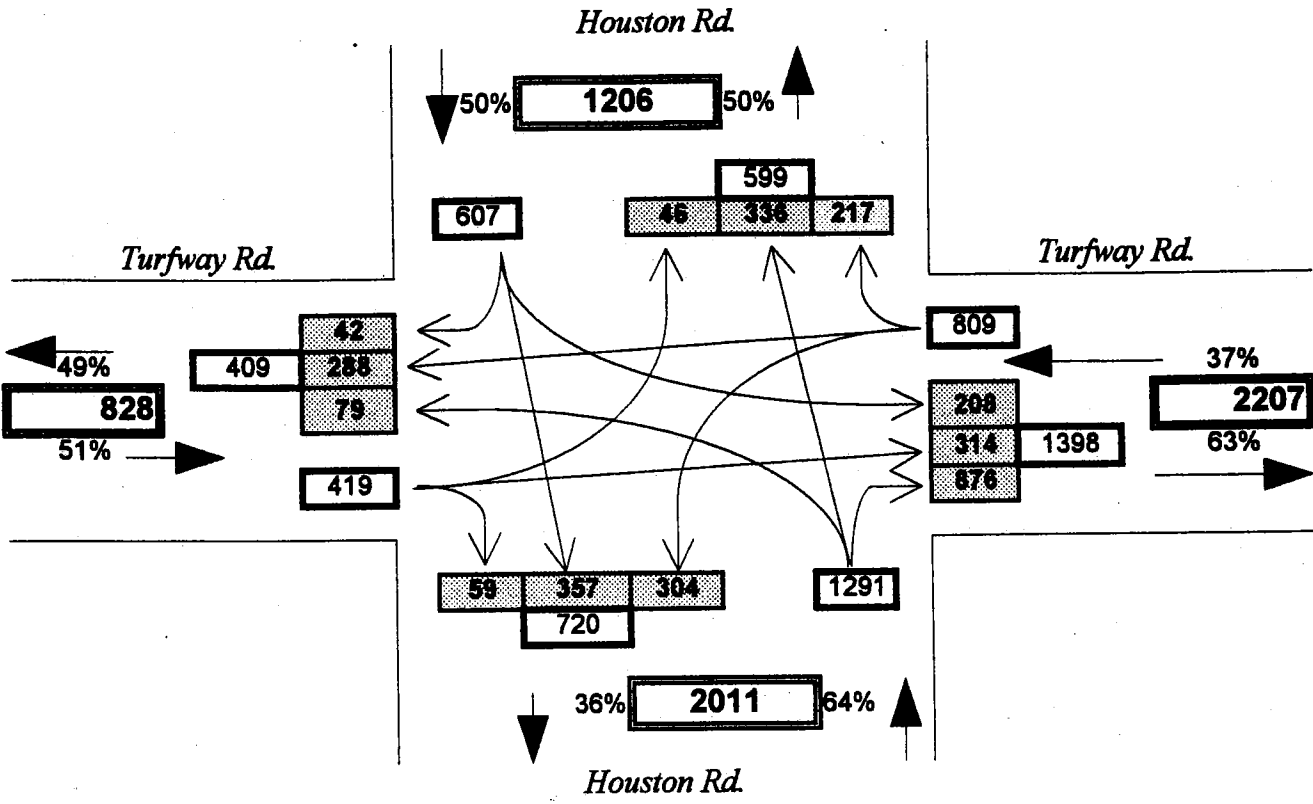 Houston Rd.
50% 1206 50%
599
607 46 336 217
Turfway Rd. Turfway Rd.
42 809
49% 409 288 37%
828 79 208 2207
51% 314 1398 63%
419 876
59 357 304 1291
720
36% 2011 64%
Houston Rd.